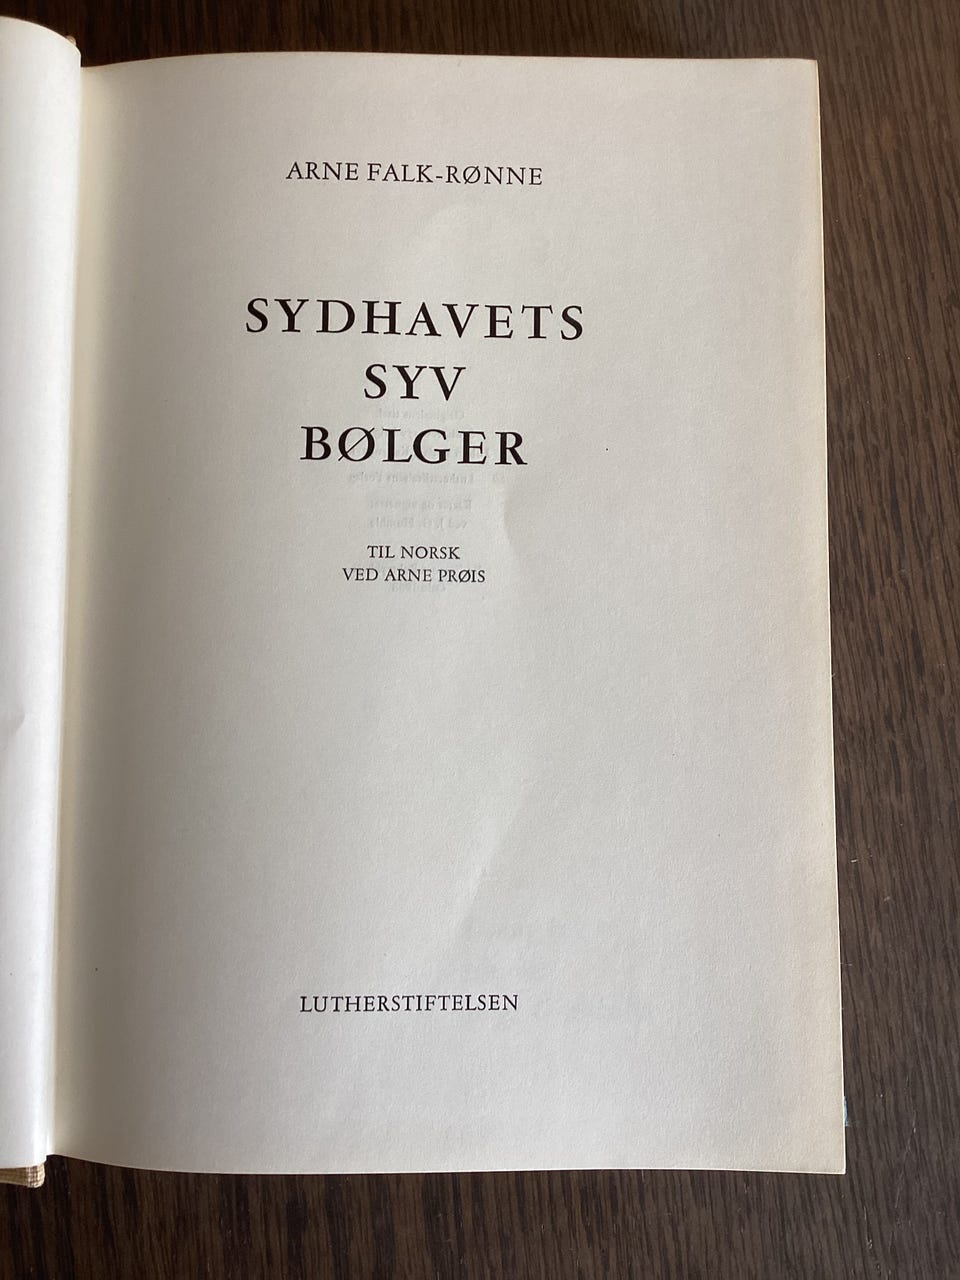 ARNE FALK-RØNNE
SYDHAVETS
SYV
BØLGER
TIL NORSK
VED ARNE PRØIS
LUTHERSTIFTELSEN